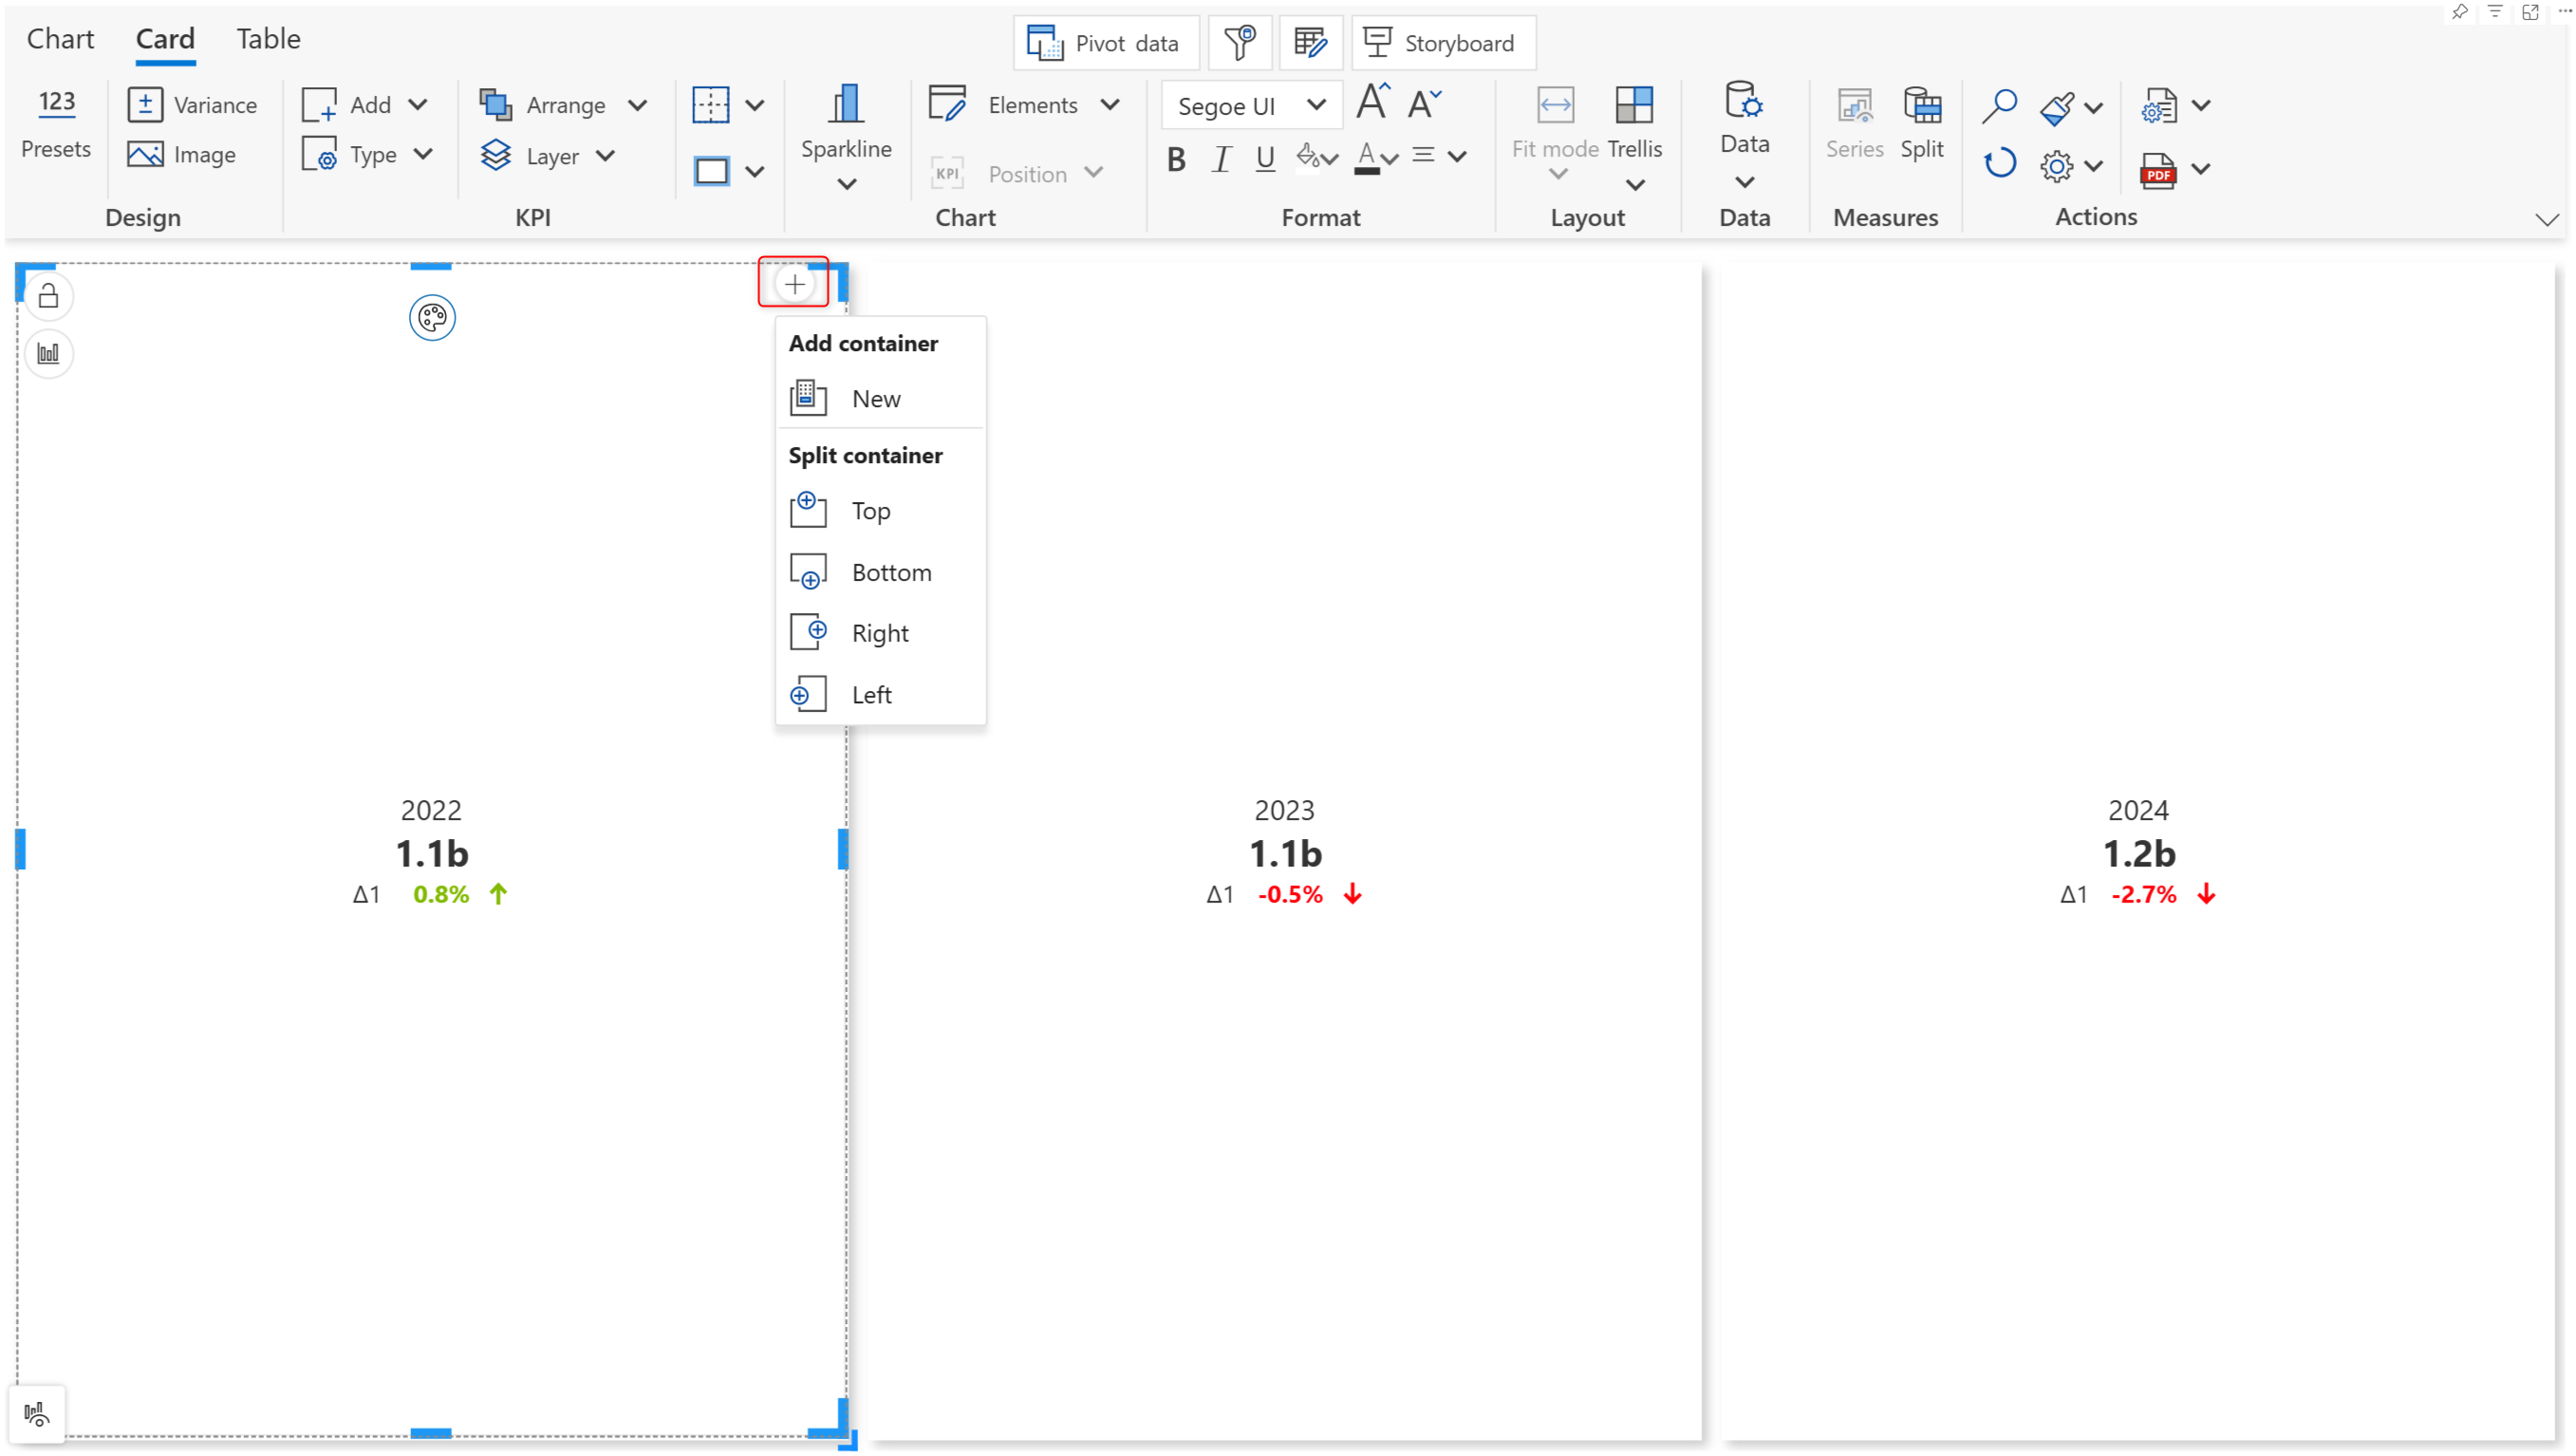 Chart Card Table Pivot data Storyboard
123 Variance Add Arrange Elements Segoe UI A A
Presets Image Type Layer Sparkline KPI Position B I U A Fit mode Trellis Data Series Split PDF
Design KPI Chart Format Layout Data Measures Actions
Add container
New
Split container
Top
Bottom
Right
Left
2022
1.1b
Δ1 0.8%
2023
1.1b
Δ1 -0.5%
2024
1.2b
Δ1 -2.7%